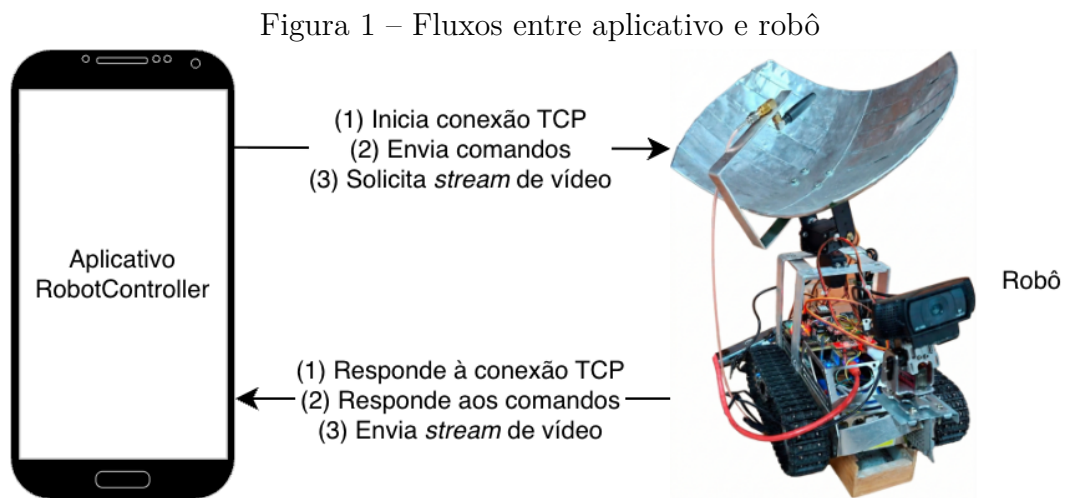 Figura 1 – Fluxos entre aplicativo e robô
(1) Inicia conexão TCP
(2) Envia comandos
(3) Solicita stream de vídeo
Aplicativo
RobotController
Robô
(1) Responde à conexão TCP
(2) Responde aos comandos
(3) Envia stream de vídeo